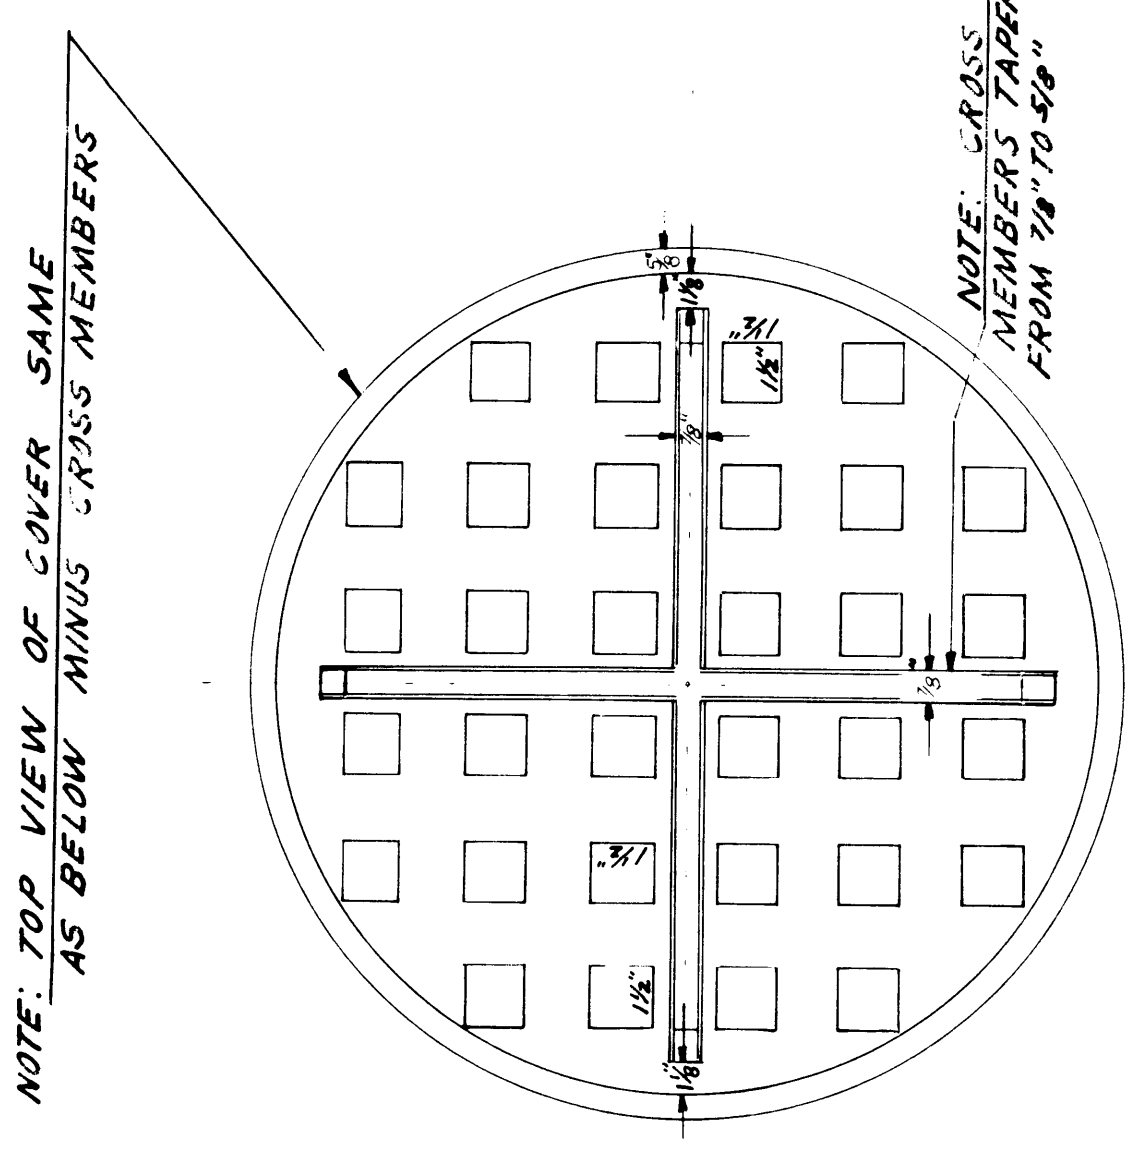 NOTE: TOP VIEW OF COVER SAME
AS BELOW MINUS CROSS MEMBERS
5/8"
1 1/8"
1 1/2"
1 1/2"
7/8"
7/8"
1 1/2"
1 1/2"
1 1/8"
NOTE: CROSS
MEMBERS TAPER
FROM 7/8" TO 5/8"